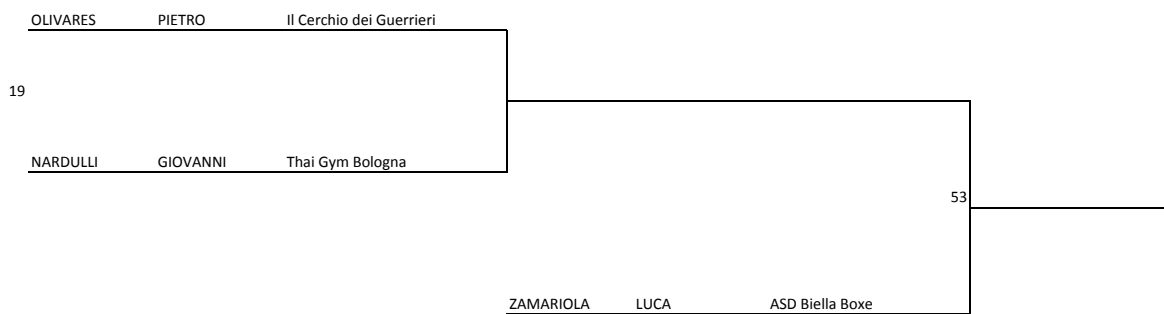 OLIVARES PIETRO Il Cerchio dei Guerrieri
19
NARDULLI GIOVANNI Thai Gym Bologna
53
ZAMARIOLA LUCA ASD Biella Boxe